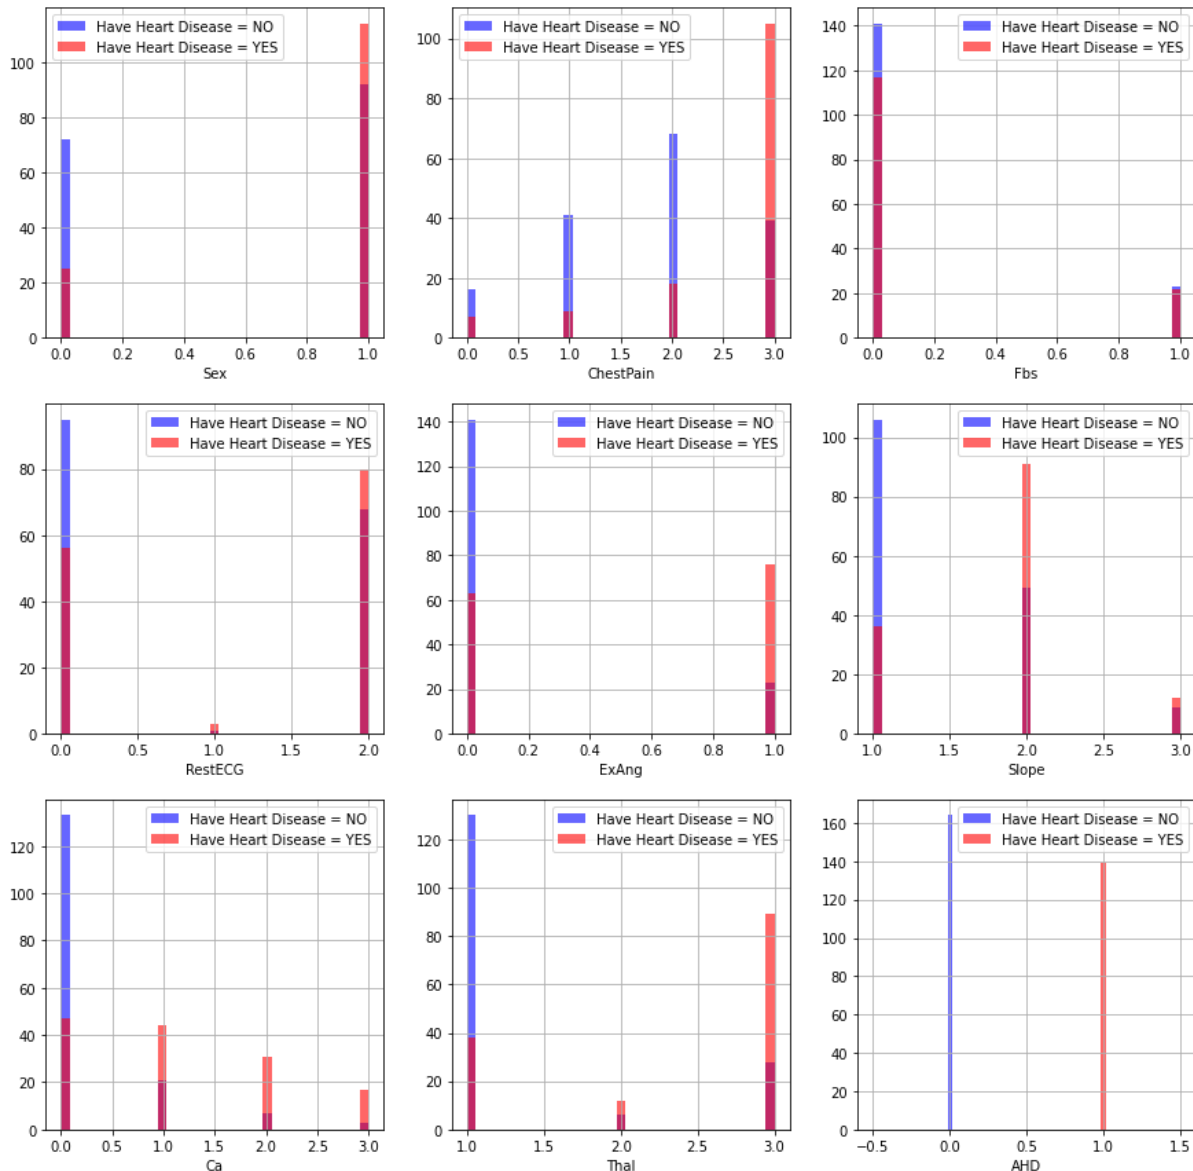 Have Heart Disease = NO
Have Heart Disease = YES
100
80
60
40
20
0
0.0 0.2 0.4 0.6 0.8 1.0
Sex
Have Heart Disease = NO
Have Heart Disease = YES
100
80
60
40
20
0
0.0 0.5 1.0 1.5 2.0 2.5 3.0
ChestPain
Have Heart Disease = NO
Have Heart Disease = YES
140
120
100
80
60
40
20
0
0.0 0.2 0.4 0.6 0.8 1.0
Fbs
Have Heart Disease = NO
Have Heart Disease = YES
80
60
40
20
0
0.0 0.5 1.0 1.5 2.0
RestECG
Have Heart Disease = NO
Have Heart Disease = YES
140
120
100
80
60
40
20
0
0.0 0.2 0.4 0.6 0.8 1.0
ExAng
Have Heart Disease = NO
Have Heart Disease = YES
100
80
60
40
20
0
1.0 1.5 2.0 2.5 3.0
Slope
Have Heart Disease = NO
Have Heart Disease = YES
120
100
80
60
40
20
0
0.0 0.5 1.0 1.5 2.0 2.5 3.0
Ca
Have Heart Disease = NO
Have Heart Disease = YES
120
100
80
60
40
20
0
1.0 1.5 2.0 2.5 3.0
Thal
Have Heart Disease = NO
Have Heart Disease = YES
160
140
120
100
80
60
40
20
0
−0.5 0.0 0.5 1.0 1.5
AHD